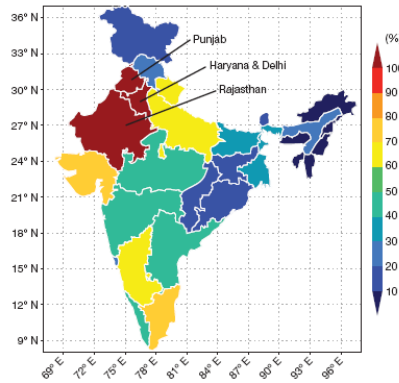 36° N
33° N
30° N
27° N
24° N
21° N
18° N
15° N
12° N
9° N
Punjab
Haryana & Delhi
Rajasthan
(%
100
90
80
70
60
50
40
30
20
10
69° E
72° E
75° E
78° E
81° E
84° E
87° E
90° E
93° E
96° E